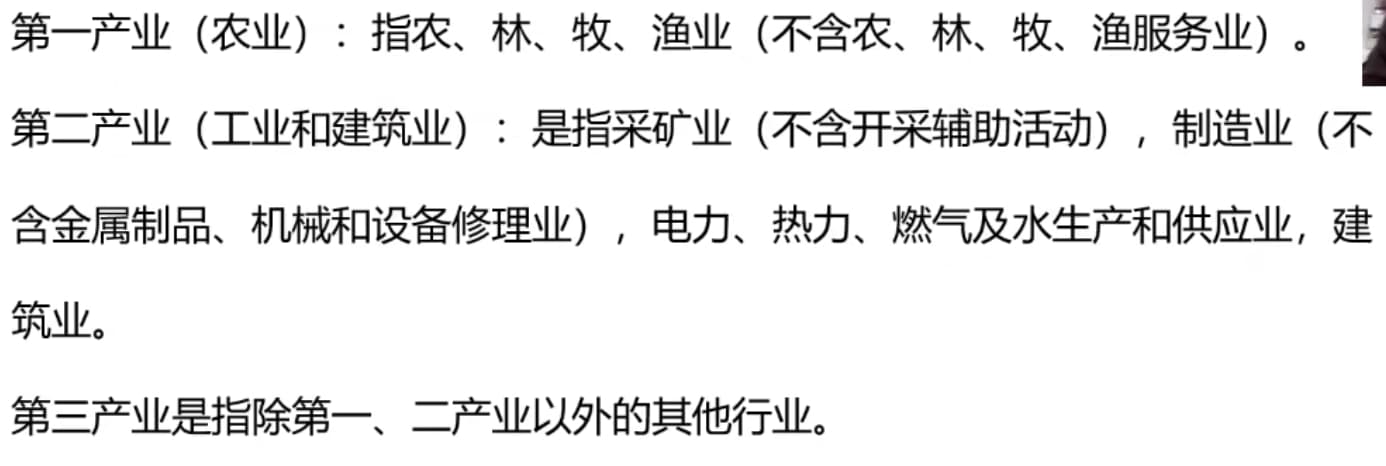 第一产业（农业）：指农、林、牧、渔业（不含农、林、牧、渔服务业）。
第二产业（工业和建筑业）：是指采矿业（不含开采辅助活动），制造业（不
含金属制品、机械和设备修理业），电力、热力、燃气及水生产和供应业，建
筑业。
第三产业是指除第一、二产业以外的其他行业。